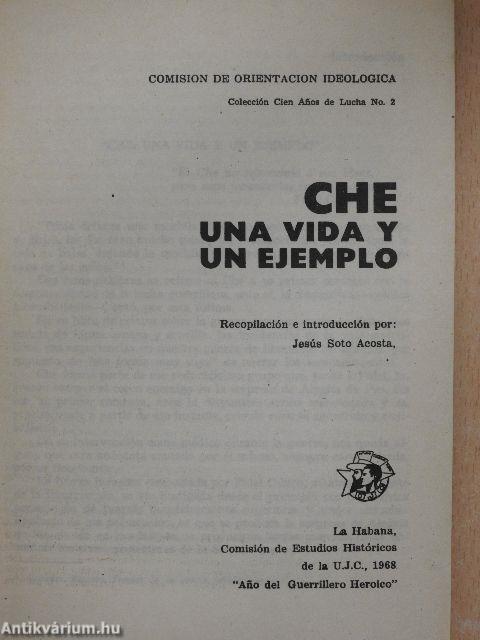 COMISION DE ORIENTACION IDEOLOGICA
Colección Cien Años de Lucha No. 2
CHE
UNA VIDA Y
UN EJEMPLO
Recopilación e introducción por:
Jesús Soto Acosta,
La Habana,
Comisión de Estudios Históricos
de la U.J.C., 1968
"Año del Guerrillero Heroico"
Antikvárium.hu